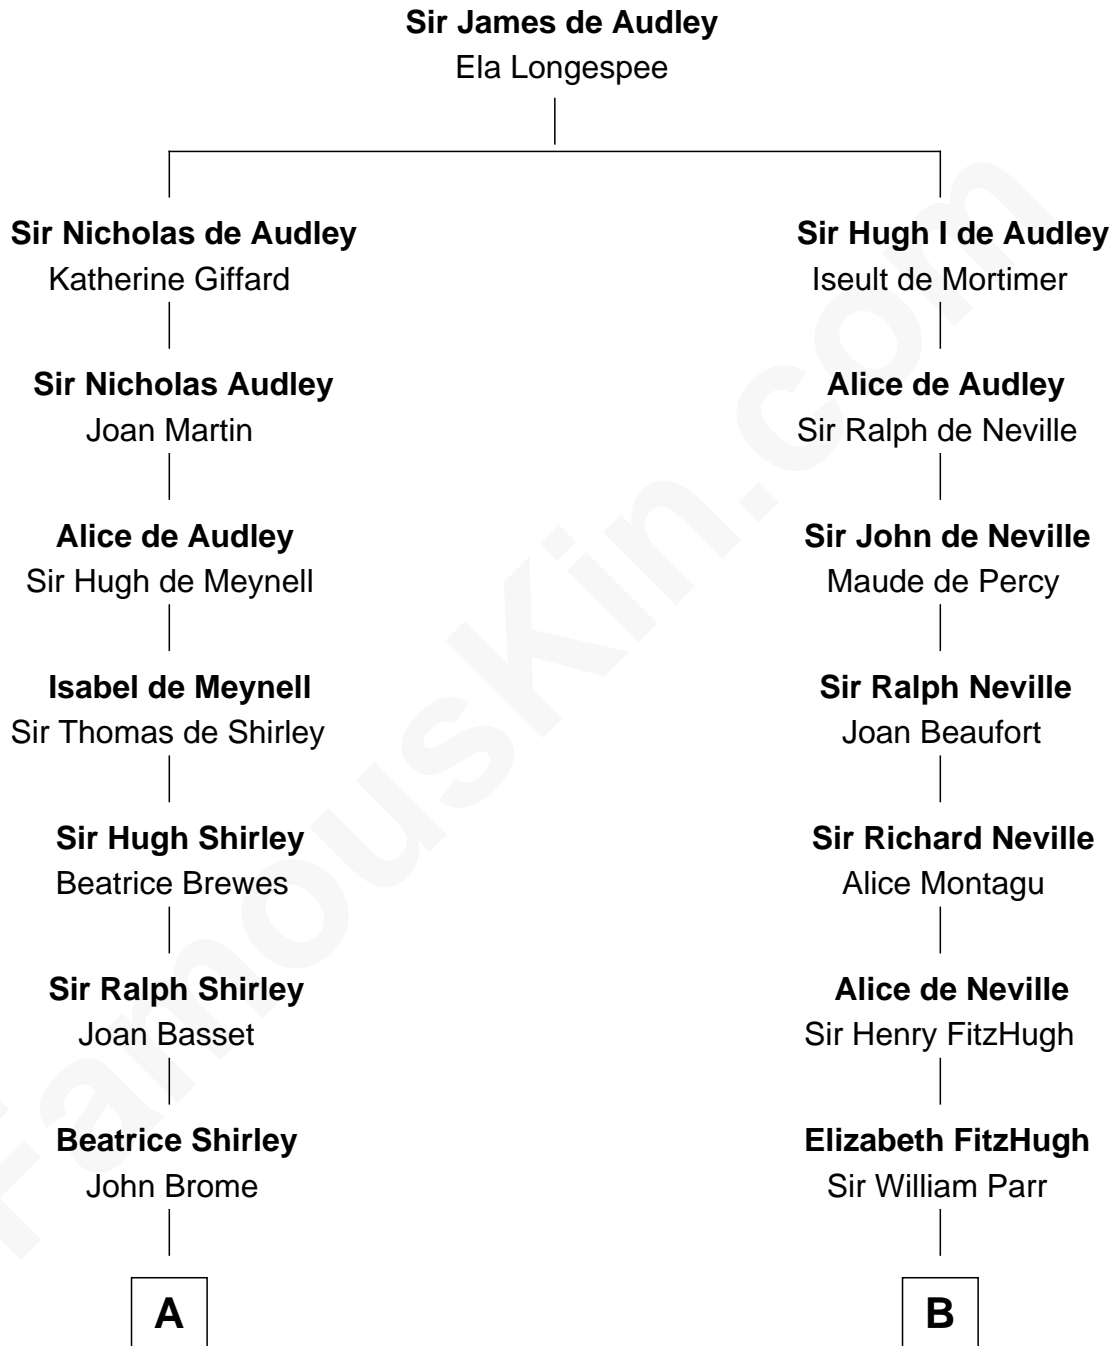 Sir James de Audley
Ela Longespee
Sir Nicholas de Audley
Katherine Giffard
Sir Nicholas Audley
Joan Martin
Alice de Audley
Sir Hugh de Meynell
Isabel de Meynell
Sir Thomas de Shirley
Sir Hugh Shirley
Beatrice Brewes
Sir Ralph Shirley
Joan Basset
Beatrice Shirley
John Brome
A
Sir Hugh I de Audley
Iseult de Mortimer
Alice de Audley
Sir Ralph de Neville
Sir John de Neville
Maude de Percy
Sir Ralph Neville
Joan Beaufort
Sir Richard Neville
Alice Montagu
Alice de Neville
Sir Henry FitzHugh
Elizabeth FitzHugh
Sir William Parr
B
FamousKin.com